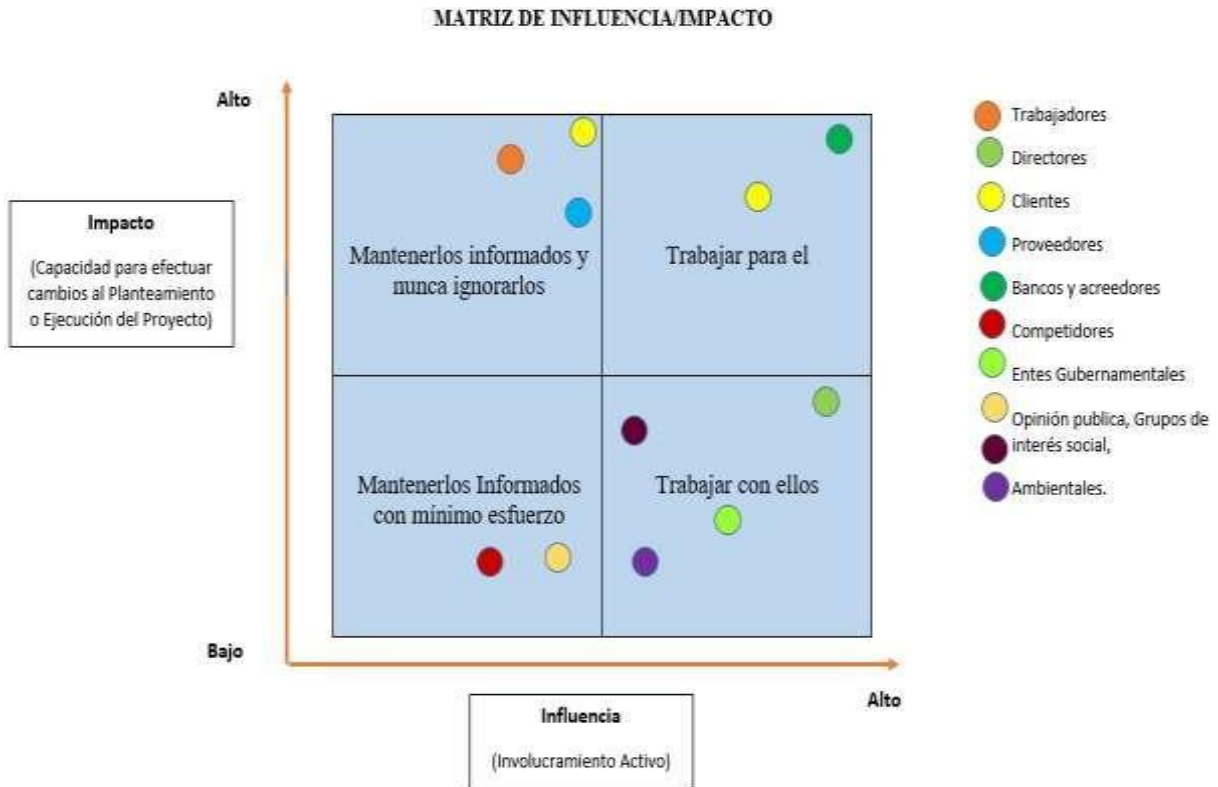 MATRIZ DE INFLUENCIA/IMPACTO
Alto
Impacto
(Capacidad para efectuar
cambios al Planteamiento
o Ejecución del Proyecto)
Mantenerlos informados y
nunca ignorarlos
Trabajar para el
Mantenerlos Informados
con mínimo esfuerzo
Trabajar con ellos
Bajo
Alto
Influencia
(Involucramiento Activo)
Trabajadores
Directores
Clientes
Proveedores
Bancos y acreedores
Competidores
Entes Gubernamentales
Opinión publica, Grupos de
interés social,
Ambientales.